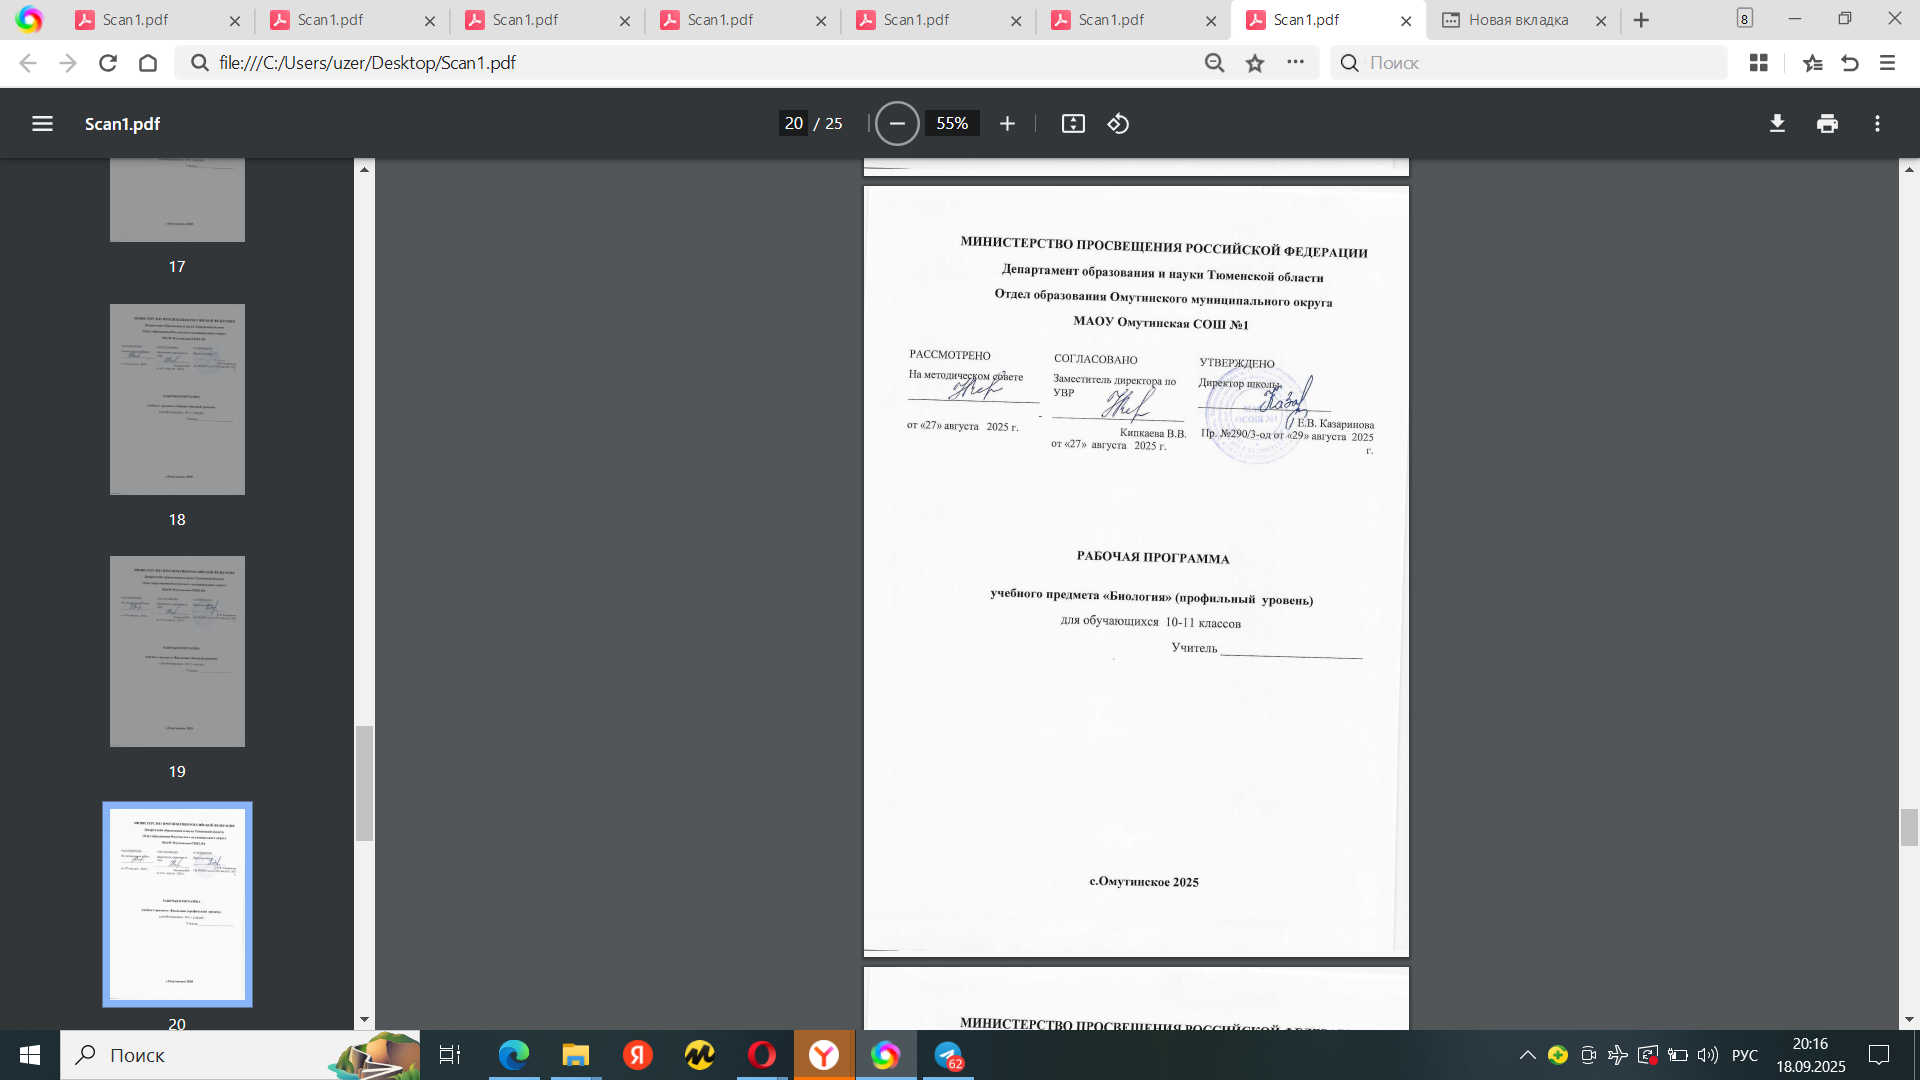 Scan1.pdf
Scan1.pdf
Scan1.pdf
Scan1.pdf
Scan1.pdf
Scan1.pdf
Scan1.pdf
Новая вкладка
8
file:///C:/Users/uzer/Desktop/Scan1.pdf
Поиск
Scan1.pdf
20 / 25
55%
17
18
19
20
МИНИСТЕРСТВО ПРОСВЕЩЕНИЯ РОССИЙСКОЙ ФЕДЕРАЦИИ
Департамент образования и науки Тюменской области
Отдел образования Омутинского муниципального округа
МАОУ Омутинская СОШ №1
РАССМОТРЕНО
На методическом совете
от «27» августа 2025 г.
СОГЛАСОВАНО
Заместитель директора по
УВР
Кипкаева В.В.
от «27» августа 2025 г.
УТВЕРЖДЕНО
Директор школы
Е.В. Казаринова
Пр. №290/3-од от «29» августа 2025
г.
РАБОЧАЯ ПРОГРАММА
учебного предмета «Биология» (профильный уровень)
для обучающихся 10-11 классов
Учитель
с.Омутинское 2025
МИНИСТЕРСТВО ПРОСВЕЩЕНИЯ РОССИЙСКОЙ
Поиск
62
РУС
20:16
18.09.2025